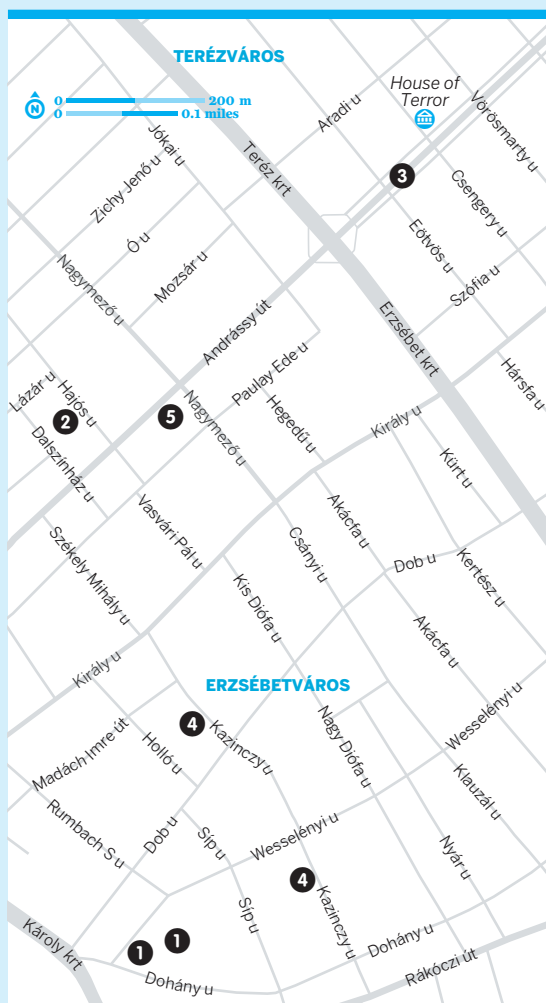 TERÉZVÁROS
N
0 200 m
0 0.1 miles
House of
Terror
Vörösmarty u
Aradi u
Jókai u
Teréz krt
3
Csengery u
Zichy Jenő u
Eötvös u
Ó u
Mozsár u
Szófia u
Nagymező u
Andrássy út
Erzsébet krt
Paulay Ede u
Hársfa u
Lázár u
Hajós u
2
5
Nagymező u
Hegedű u
Király u
Dalszínház u
Kürt u
Vasvári Pál u
Akácfa u
Székely Mihály u
Csányi u
Dob u
Kertész u
Kis Diófa u
Akácfa u
Király u
ERZSÉBETVÁROS
4
Kazinczy u
Nagy Diófa u
Wesselényi u
Madách Imre út
Holló u
Klauzál u
Rumbach S u
Dob u
Síp u
Wesselényi u
Nyár u
4
Kazinczy u
Síp u
Károly krt
1
1
Dohány u
Dohány u
Rákóczi út